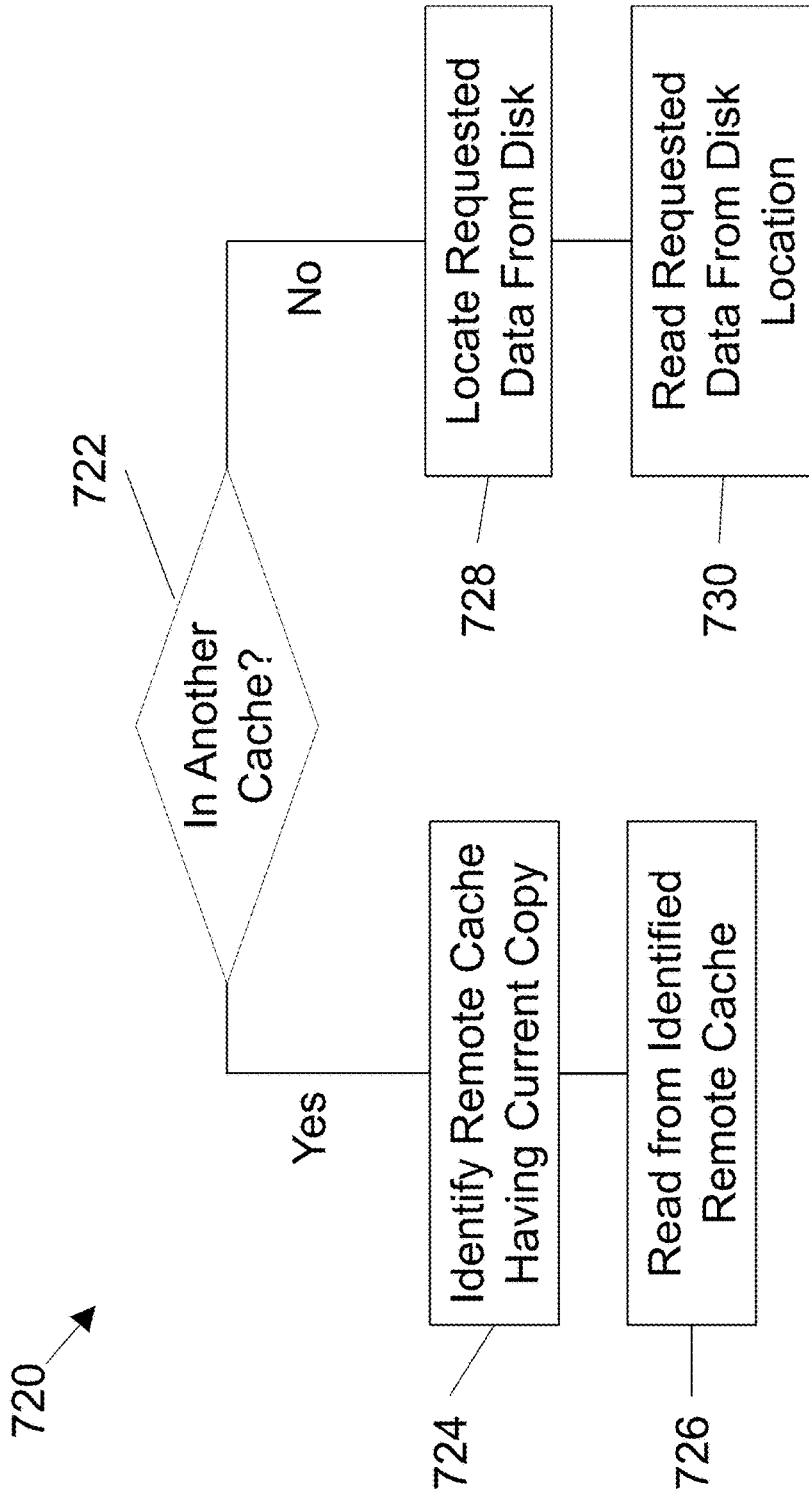 720
722
In Another
Cache?
Yes
No
724
Identify Remote Cache
Having Current Copy
726
Read from Identified
Remote Cache
728
Locate Requested
Data From Disk
730
Read Requested
Data From Disk
Location